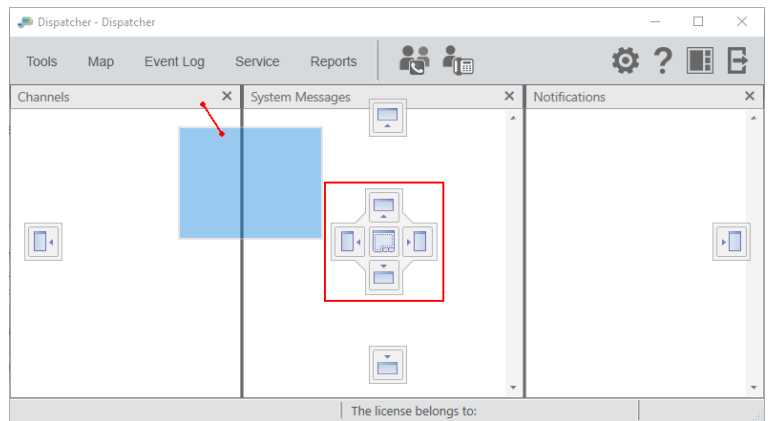 Dispatcher - Dispatcher
Tools Map Event Log Service Reports
Channels System Messages Notifications
The license belongs to: